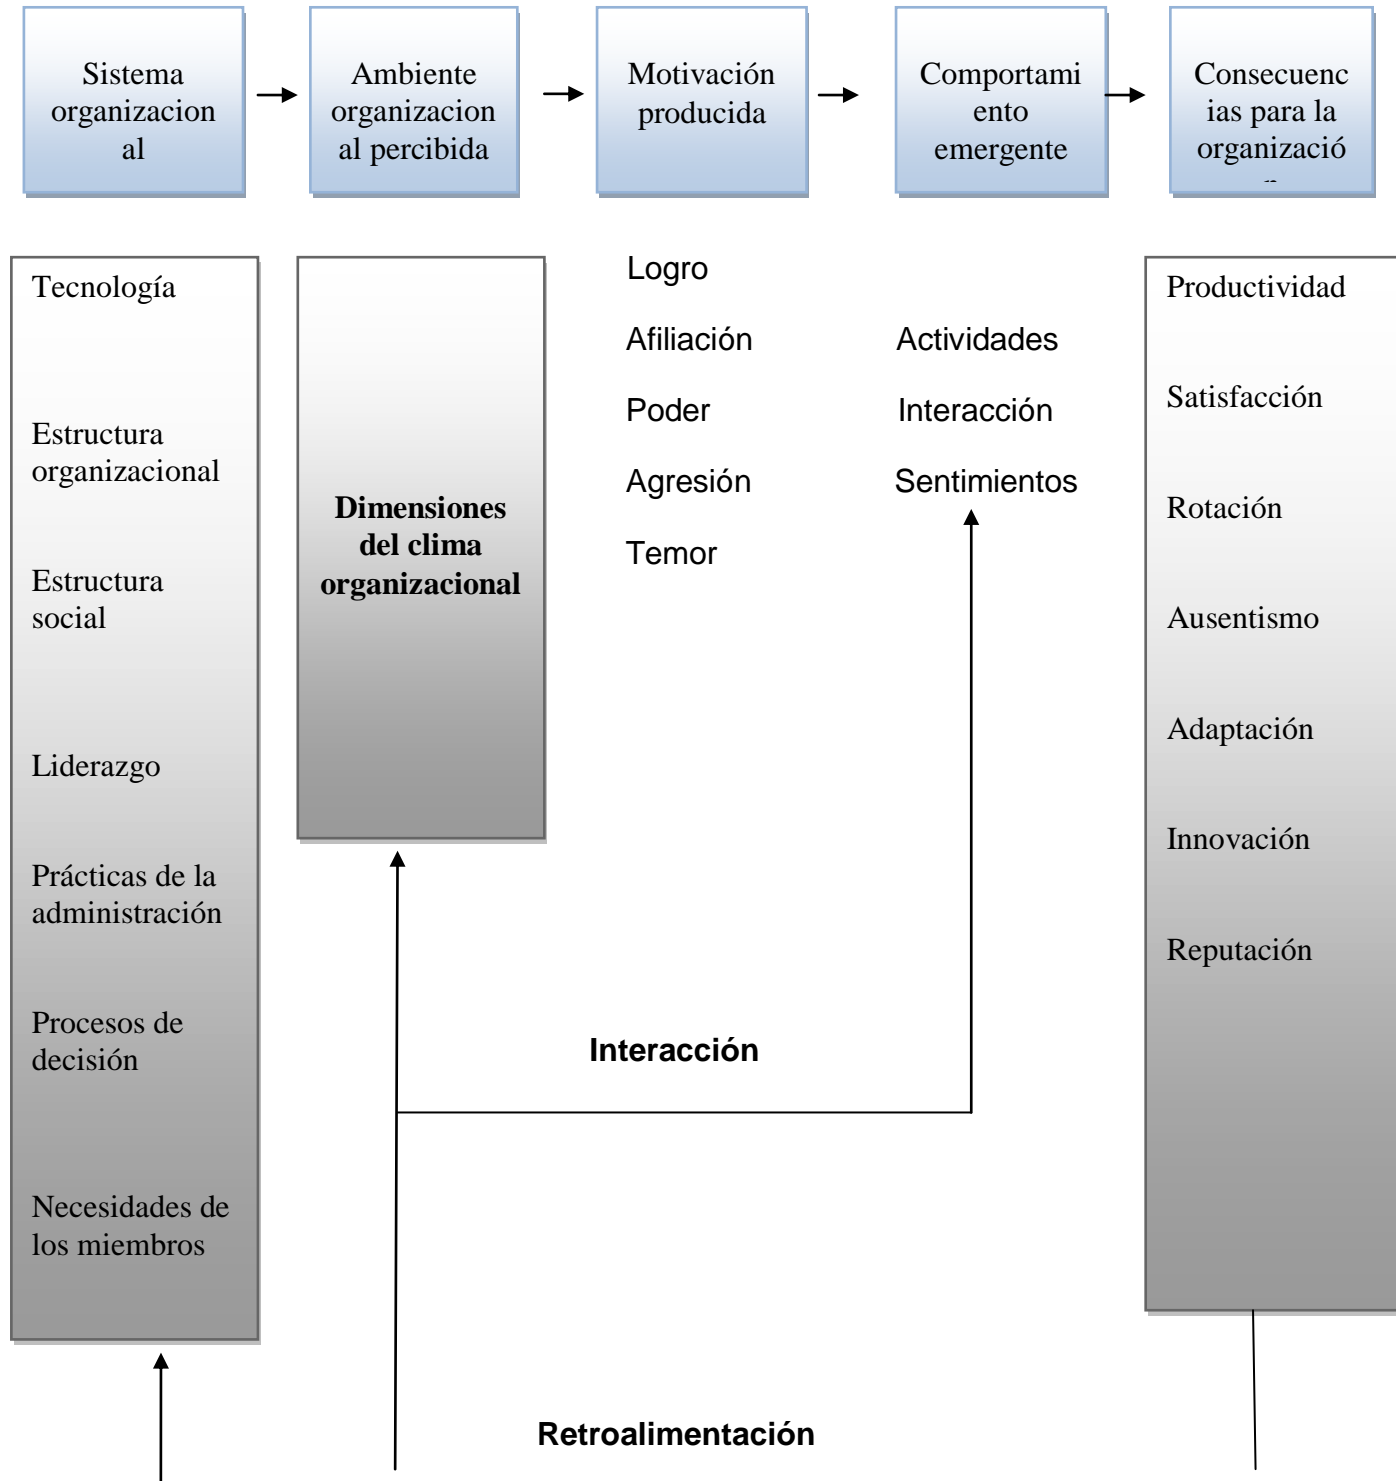 Sistema
organizacion
al
Ambiente
organizacion
al percibida
Motivación
producida
Comportami
ento
emergente
Consecuenc
ias para la
organizació
Tecnología
Estructura
organizacional
Estructura
social
Liderazgo
Prácticas de la
administración
Procesos de
decisión
Necesidades de
los miembros
Dimensiones
del clima
organizacional
Logro
Afiliación
Poder
Agresión
Temor
Actividades
Interacción
Sentimientos
Productividad
Satisfacción
Rotación
Ausentismo
Adaptación
Innovación
Reputación
Interacción
Retroalimentación